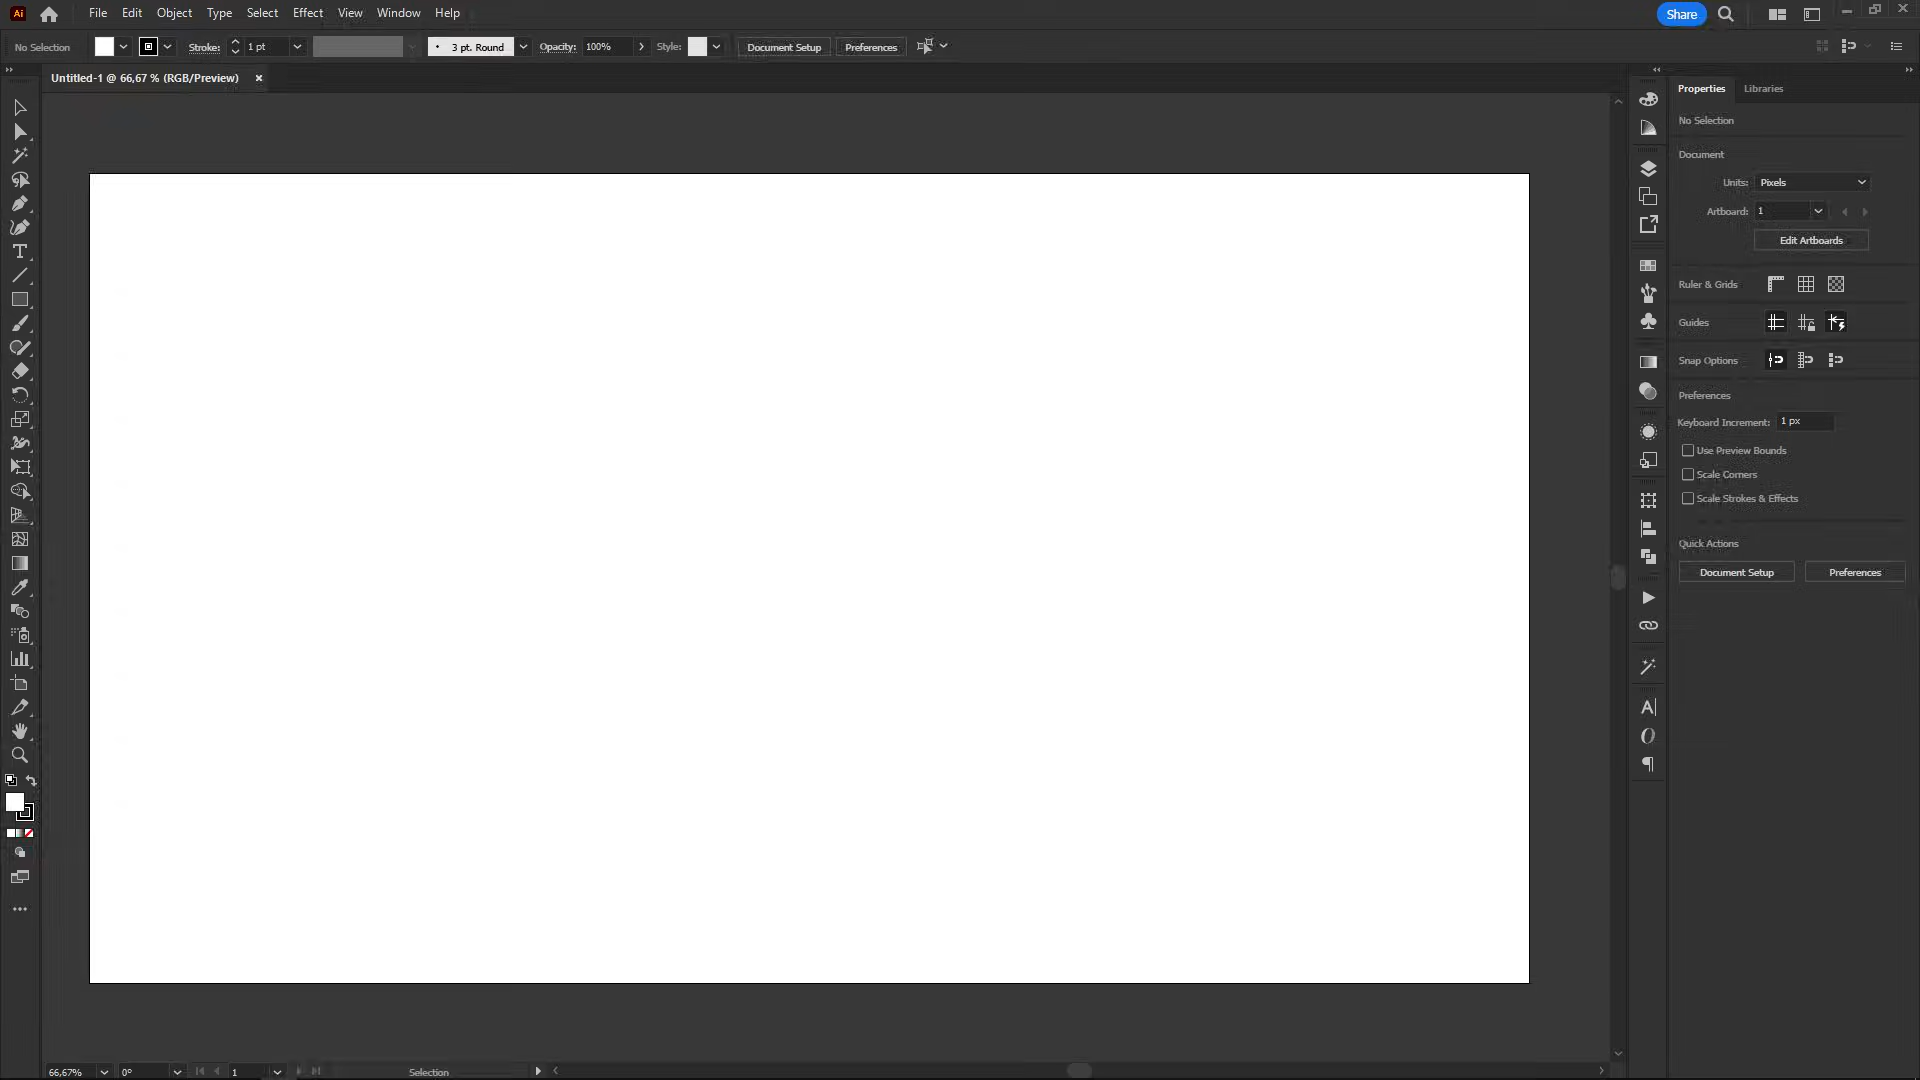 Ai File Edit Object Type Select Effect View Window Help Share
No Selection Stroke: 1 pt 3 pt. Round Opacity: 100% Style: Document Setup Preferences
Untitled-1 @ 66,67 % (RGB/Preview) ×
Properties Libraries
No Selection
Document
Units: Pixels
Artboard: 1
Edit Artboards
Ruler & Grids
Guides
Snap Options
Preferences
Keyboard Increment: 1 px
Use Preview Bounds
Scale Corners
Scale Strokes & Effects
Quick Actions
Document Setup Preferences
66,67% 0° 1 Selection